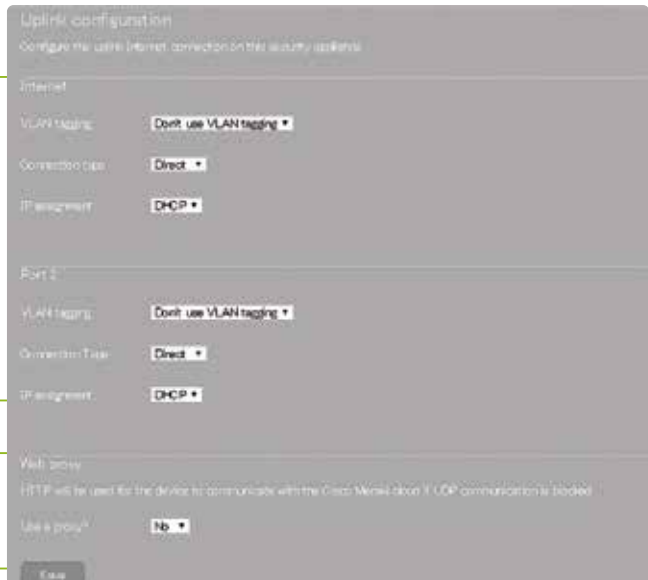 Uplink configuration
Configure the uplink Internet connection on this security appliance
Internet
VLAN tagging Don't use VLAN tagging
Connection type Direct
IP assignment DHCP
Port 2
VLAN tagging Don't use VLAN tagging
Connection Type Direct
IP assignment DHCP
Web proxy
HTTP will be used for the device to communicate with the Cisco Meraki cloud if UDP communication is blocked
Use a proxy? No
Save